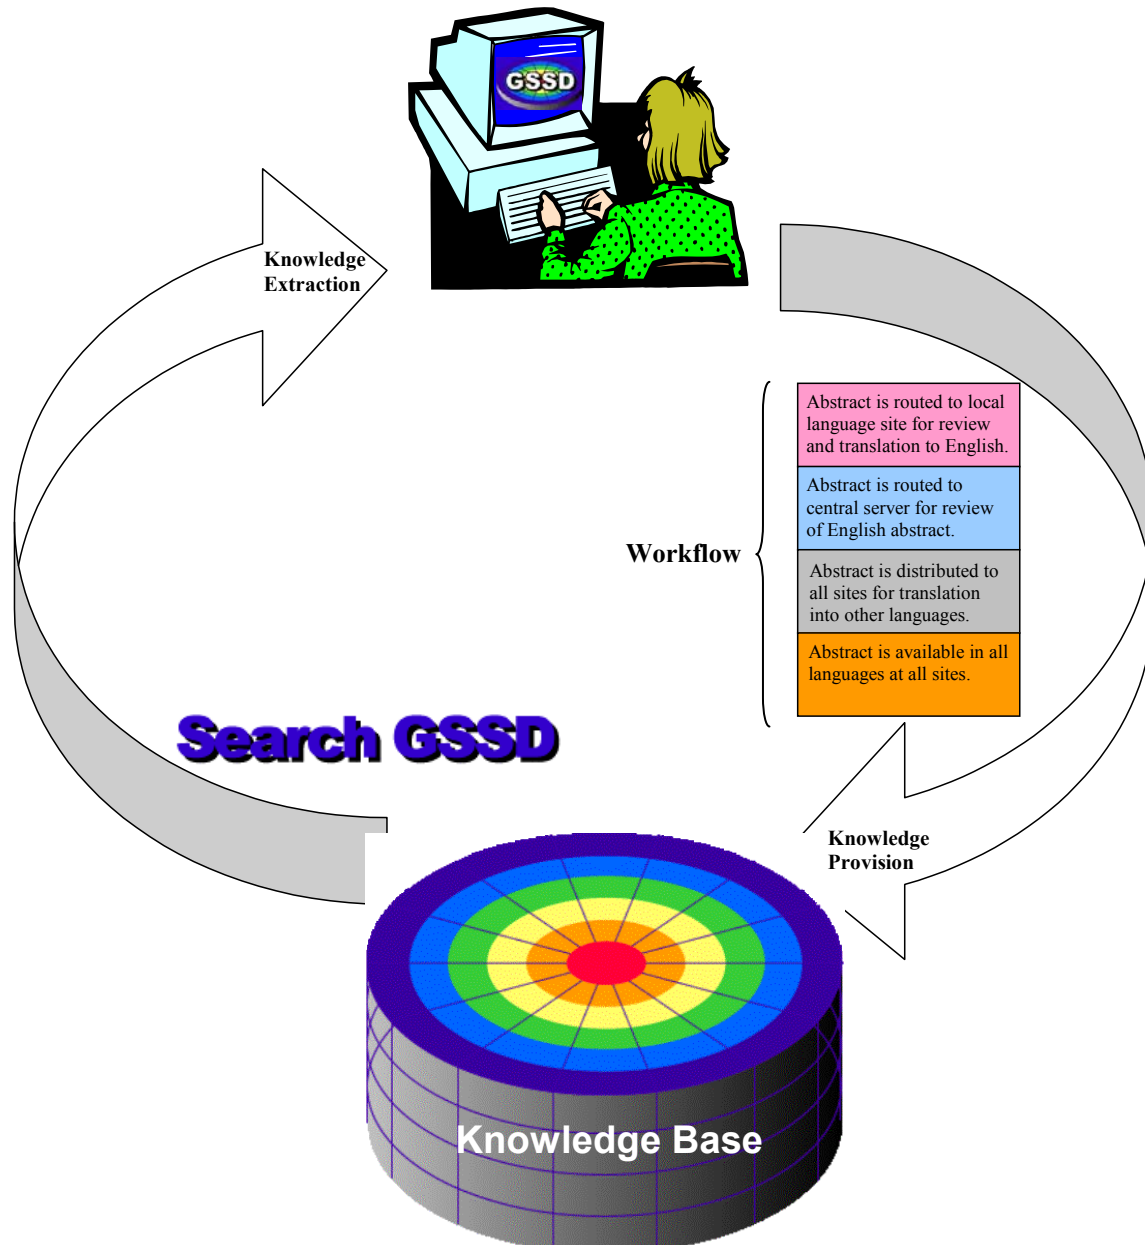 GSSD
Knowledge
Extraction
Abstract is routed to local
language site for review
and translation to English.
Abstract is routed to
central server for review
of English abstract.
Workflow
Abstract is distributed to
all sites for translation
into other languages.
Abstract is available in all
languages at all sites.
Search GSSD
Knowledge
Provision
Knowledge Base